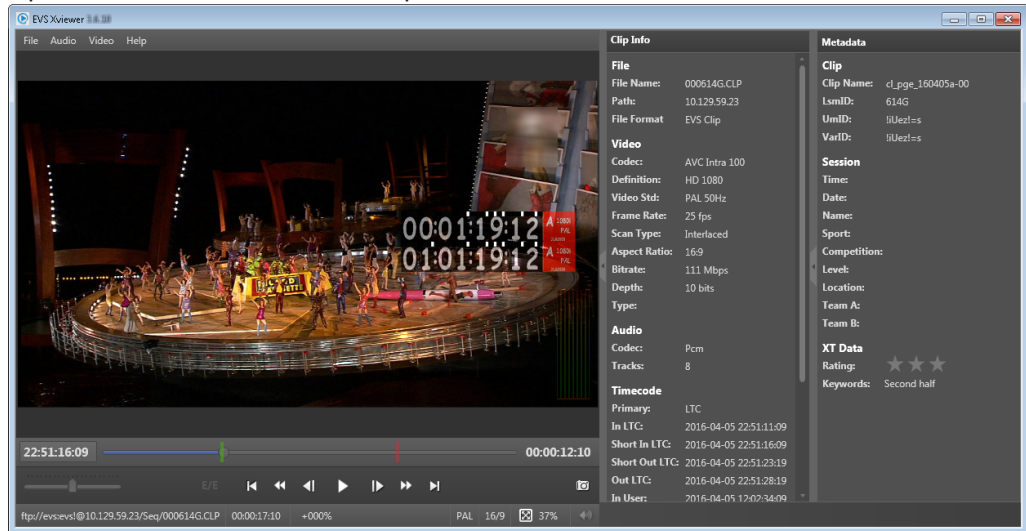 EVS Xviewer 3.6.10
File Audio Video Help
00:01:19:12 A 1080i
PAL
01:01:19:12 A 1080i
PAL
22:51:16:09
00:00:12:10
E/E
ftp://evs:evs!@10.129.59.23/Seq/000614G.CLP 00:00:17:10 +000% PAL 16/9 37%
Clip Info
File
File Name: 000614G.CLP
Path: 10.129.59.23
File Format EVS Clip
Video
Codec: AVC Intra 100
Definition: HD 1080
Video Std: PAL 50Hz
Frame Rate: 25 fps
Scan Type: Interlaced
Aspect Ratio: 16:9
Bitrate: 111 Mbps
Depth: 10 bits
Type:
Audio
Codec: Pcm
Tracks: 8
Timecode
Primary: LTC
In LTC: 2016-04-05 22:51:11:09
Short In LTC: 2016-04-05 22:51:16:09
Short Out LTC: 2016-04-05 22:51:23:19
Out LTC: 2016-04-05 22:51:28:19
In User: 2016-04-05 12:02:34:09
Metadata
Clip
Clip Name: cl_pge_160405a-00
LsmID: 614G
UmID: !iUez!=s
VarID: !iUez!=s
Session
Time:
Date:
Name:
Sport:
Competition:
Level:
Location:
Team A:
Team B:
XT Data
Rating:
Keywords: Second half